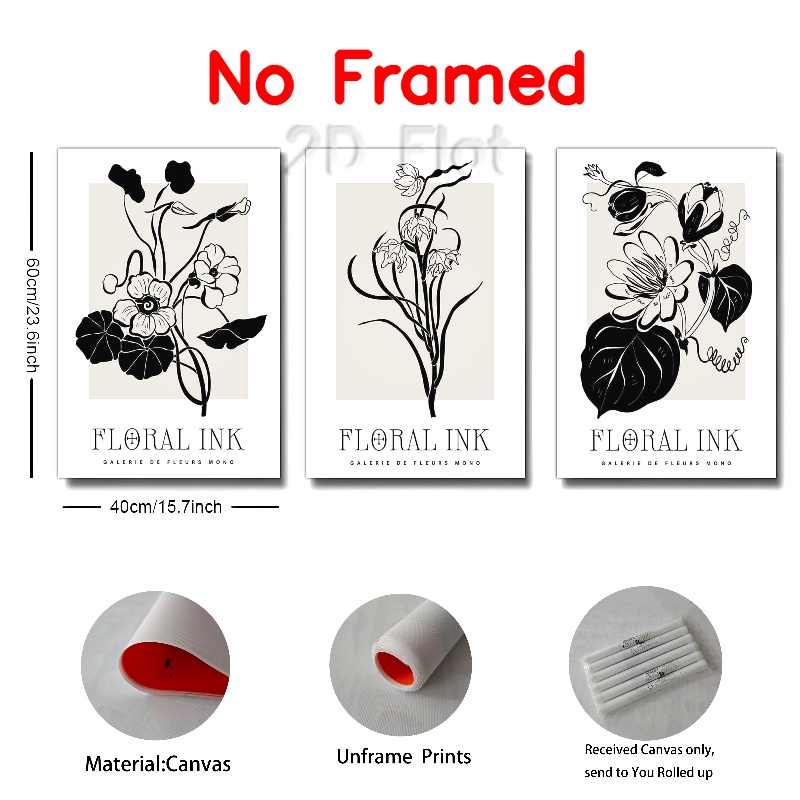 No Framed
2D Flat
60cm/23.6inch
FLORAL INK
GALERIE DE FLEURS MONO
FLORAL INK
GALERIE DE FLEURS MONO
FLORAL INK
GALERIE DE FLEURS MONO
40cm/15.7inch
Material:Canvas
Unframe Prints
Received Canvas only,
send to You Rolled up